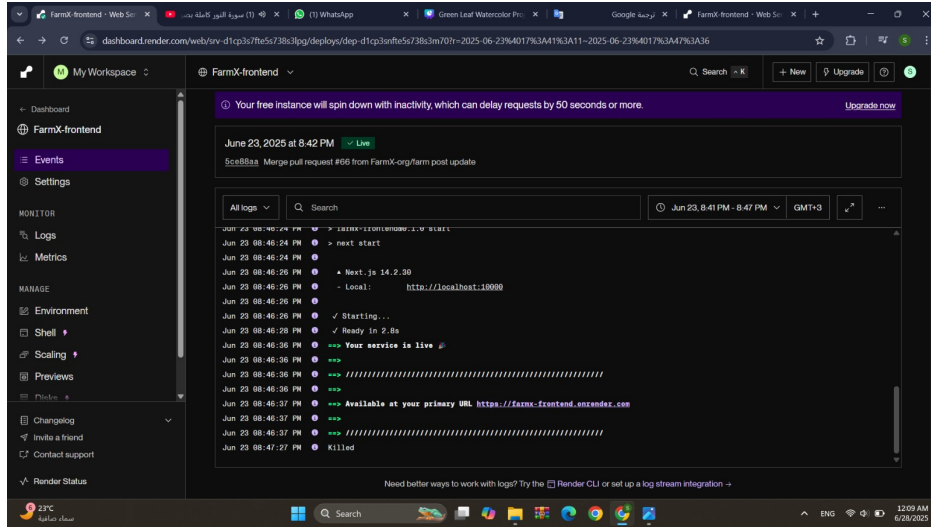 FarmX-frontend - Web Ser
(1) سورة النور كاملة بصـ
(1) WhatsApp
Green Leaf Watercolor Pro
ترجمة Google
FarmX-frontend - Web Ser
dashboard.render.com/web/srv-d1cp3s7fte5s738s3lpg/deploys/dep-d1cp3snfte5s738s3m70?r=2025-06-23%4017%3A41%3A11~2025-06-23%4017%3A47%3A36
S
M My Workspace
FarmX-frontend
Search ^ K
+ New
Upgrade
S
← Dashboard
FarmX-frontend
Events
Settings
MONITOR
Logs
Metrics
MANAGE
Environment
Shell
Scaling
Previews
Disks
Changelog
Invite a friend
Contact support
Render Status
Your free instance will spin down with inactivity, which can delay requests by 50 seconds or more.
Upgrade now
June 23, 2025 at 8:42 PM ✓ Live
5ce88aa Merge pull request #66 from FarmX-org/farm post update
All logs
Search
Jun 23, 8:41 PM - 8:47 PM
GMT+3
Jun 23 08:46:24 PM > farmx-frontend@0.1.0 start
Jun 23 08:46:24 PM > next start
Jun 23 08:46:24 PM
Jun 23 08:46:26 PM ▲ Next.js 14.2.30
Jun 23 08:46:26 PM - Local: http://localhost:10000
Jun 23 08:46:26 PM
Jun 23 08:46:26 PM ✓ Starting...
Jun 23 08:46:28 PM ✓ Ready in 2.8s
Jun 23 08:46:36 PM ==> Your service is live 🎉
Jun 23 08:46:36 PM ==>
Jun 23 08:46:36 PM ==> ///////////////////////////////////////////////////////////
Jun 23 08:46:36 PM ==>
Jun 23 08:46:37 PM ==> Available at your primary URL https://farmx-frontend.onrender.com
Jun 23 08:46:37 PM ==>
Jun 23 08:46:37 PM ==> ///////////////////////////////////////////////////////////
Jun 23 08:47:27 PM Killed
Need better ways to work with logs? Try the Render CLI or set up a log stream integration →
23°C
سماء صافية
Search
ENG
12:09 AM
6/28/2025